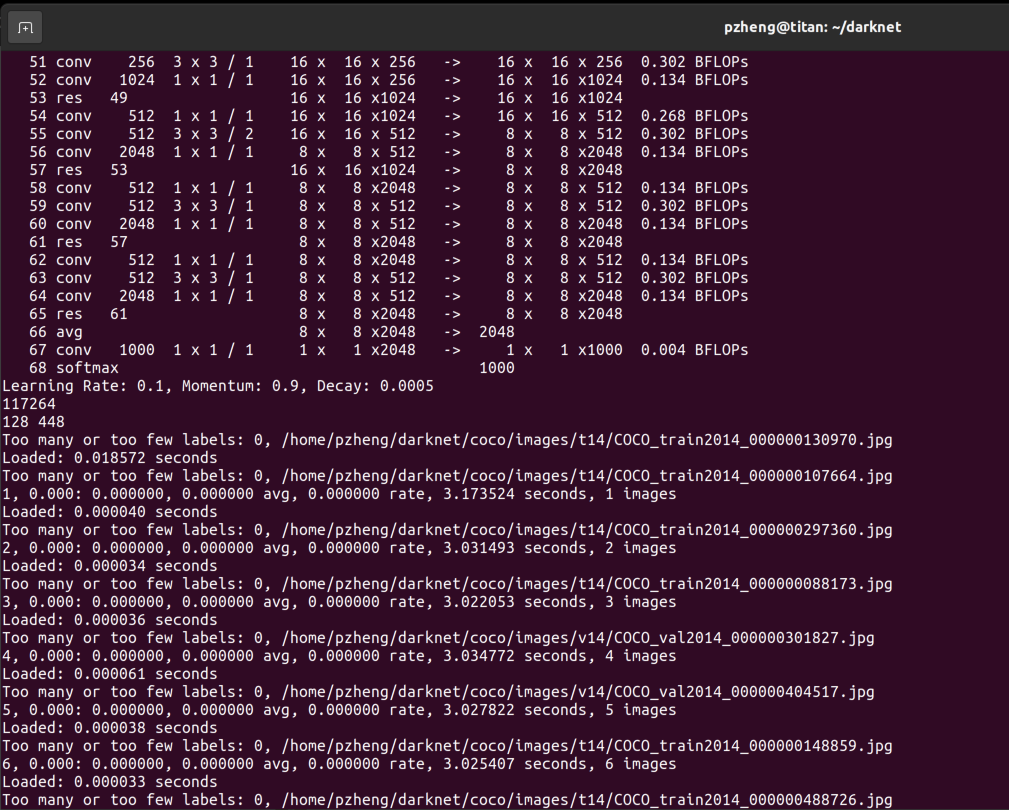 pzheng@titan: ~/darknet
51 conv    256  3 x 3 / 1    16 x  16 x 256   ->    16 x  16 x 256  0.302 BFLOPs
52 conv   1024  1 x 1 / 1    16 x  16 x 256   ->    16 x  16 x1024  0.134 BFLOPs
53 res   49                  16 x  16 x1024   ->    16 x  16 x1024
54 conv    512  1 x 1 / 1    16 x  16 x1024   ->    16 x  16 x 512  0.268 BFLOPs
55 conv    512  3 x 3 / 2    16 x  16 x 512   ->     8 x   8 x 512  0.302 BFLOPs
56 conv   2048  1 x 1 / 1     8 x   8 x 512   ->     8 x   8 x2048  0.134 BFLOPs
57 res   53                  16 x  16 x1024   ->     8 x   8 x2048
58 conv    512  1 x 1 / 1     8 x   8 x2048   ->     8 x   8 x 512  0.134 BFLOPs
59 conv    512  3 x 3 / 1     8 x   8 x 512   ->     8 x   8 x 512  0.302 BFLOPs
60 conv   2048  1 x 1 / 1     8 x   8 x 512   ->     8 x   8 x2048  0.134 BFLOPs
61 res   57                   8 x   8 x2048   ->     8 x   8 x2048
62 conv    512  1 x 1 / 1     8 x   8 x2048   ->     8 x   8 x 512  0.134 BFLOPs
63 conv    512  3 x 3 / 1     8 x   8 x 512   ->     8 x   8 x 512  0.302 BFLOPs
64 conv   2048  1 x 1 / 1     8 x   8 x 512   ->     8 x   8 x2048  0.134 BFLOPs
65 res   61                   8 x   8 x2048   ->     8 x   8 x2048
66 avg                        8 x   8 x2048   ->  2048
67 conv   1000  1 x 1 / 1     1 x   1 x2048   ->     1 x   1 x1000  0.004 BFLOPs
68 softmax                                        1000
Learning Rate: 0.1, Momentum: 0.9, Decay: 0.0005
117264
128 448
Too many or too few labels: 0, /home/pzheng/darknet/coco/images/t14/COCO_train2014_000000130970.jpg
Loaded: 0.018572 seconds
Too many or too few labels: 0, /home/pzheng/darknet/coco/images/t14/COCO_train2014_000000107664.jpg
1, 0.000: 0.000000, 0.000000 avg, 0.000000 rate, 3.173524 seconds, 1 images
Loaded: 0.000040 seconds
Too many or too few labels: 0, /home/pzheng/darknet/coco/images/t14/COCO_train2014_000000297360.jpg
2, 0.000: 0.000000, 0.000000 avg, 0.000000 rate, 3.031493 seconds, 2 images
Loaded: 0.000034 seconds
Too many or too few labels: 0, /home/pzheng/darknet/coco/images/t14/COCO_train2014_000000088173.jpg
3, 0.000: 0.000000, 0.000000 avg, 0.000000 rate, 3.022053 seconds, 3 images
Loaded: 0.000036 seconds
Too many or too few labels: 0, /home/pzheng/darknet/coco/images/v14/COCO_val2014_000000301827.jpg
4, 0.000: 0.000000, 0.000000 avg, 0.000000 rate, 3.034772 seconds, 4 images
Loaded: 0.000061 seconds
Too many or too few labels: 0, /home/pzheng/darknet/coco/images/v14/COCO_val2014_000000404517.jpg
5, 0.000: 0.000000, 0.000000 avg, 0.000000 rate, 3.027822 seconds, 5 images
Loaded: 0.000038 seconds
Too many or too few labels: 0, /home/pzheng/darknet/coco/images/t14/COCO_train2014_000000148859.jpg
6, 0.000: 0.000000, 0.000000 avg, 0.000000 rate, 3.025407 seconds, 6 images
Loaded: 0.000033 seconds
Too many or too few labels: 0, /home/pzheng/darknet/coco/images/t14/COCO_train2014_000000488726.jpg